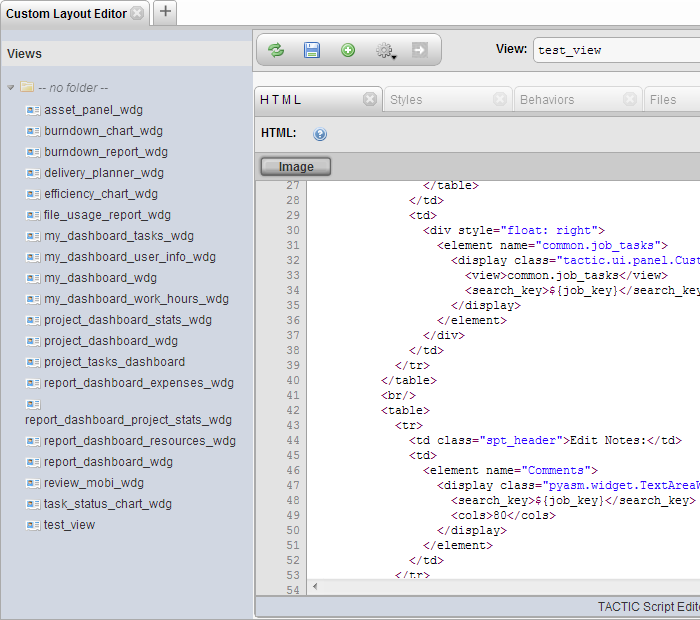 Custom Layout Editor
+
Views
-- no folder --
asset_panel_wdg
burndown_chart_wdg
burndown_report_wdg
delivery_planner_wdg
efficiency_chart_wdg
file_usage_report_wdg
my_dashboard_tasks_wdg
my_dashboard_user_info_wdg
my_dashboard_wdg
my_dashboard_work_hours_wdg
project_dashboard_stats_wdg
project_dashboard_wdg
project_tasks_dashboard
report_dashboard_expenses_wdg
report_dashboard_project_stats_wdg
report_dashboard_resources_wdg
report_dashboard_wdg
review_mobi_wdg
task_status_chart_wdg
test_view
View: test_view
HTML Styles Behaviors Files
HTML: ?
Image
27 </table>
28 </td>
29 <td>
30 <div style="float: right">
31 <element name="common.job_tasks">
32 <display class="tactic.ui.panel.Cust
33 <view>common.job_tasks</view>
34 <search_key>${job_key}</search_key
35 </display>
36 </element>
37 </div>
38 </td>
39 </tr>
40 </table>
41 <br/>
42 <table>
43 <tr>
44 <td class="spt_header">Edit Notes:</td>
45 <td>
46 <element name="Comments">
47 <display class="pyasm.widget.TextAreaW
48 <search_key>${job_key}</search_key>
49 <cols>80</cols>
50 </display>
51 </element>
52 </td>
53 </tr>
54
TACTIC Script Edit